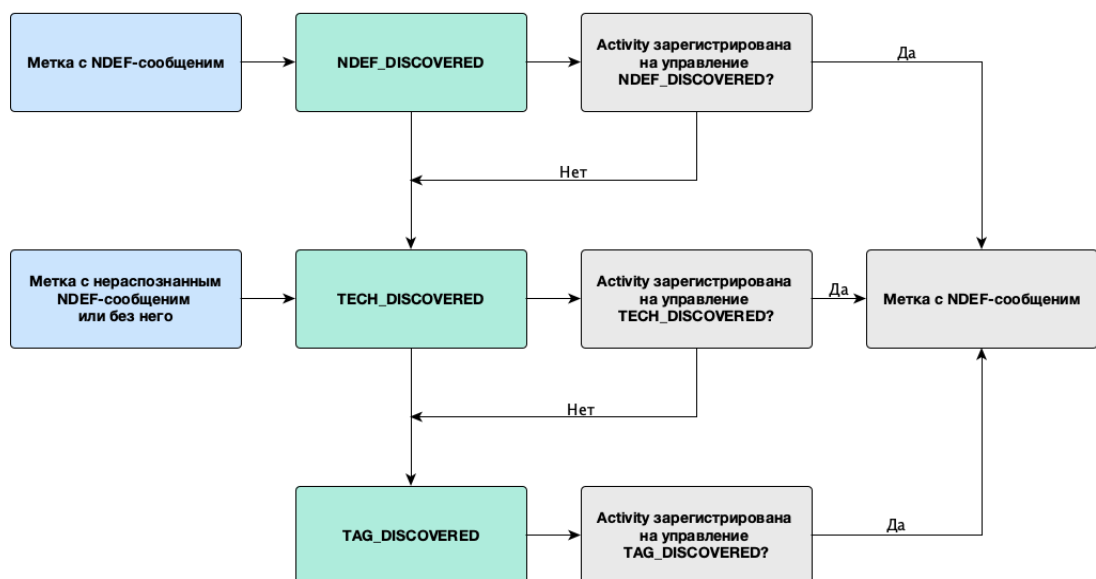 Метка с NDEF-сообщеним
NDEF_DISCOVERED
Activity зарегистрирована
на управление
NDEF_DISCOVERED?
Да
Нет
Метка с нераспознанным
NDEF-сообщеним
или без него
TECH_DISCOVERED
Activity зарегистрирована
на управление
TECH_DISCOVERED?
Да
Метка с NDEF-сообщеним
Нет
TAG_DISCOVERED
Activity зарегистрирована
на управление
TAG_DISCOVERED?
Да